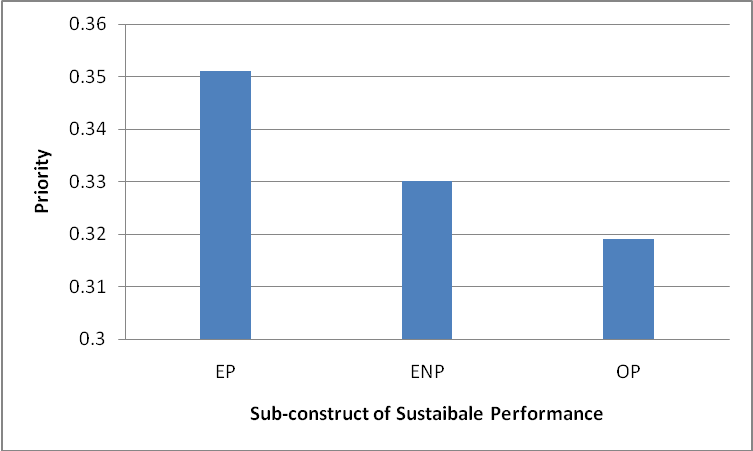 0.36
0.35
0.34
0.33
0.32
0.31
0.3
Priority
EP ENP OP
Sub-construct of Sustaibale Performance